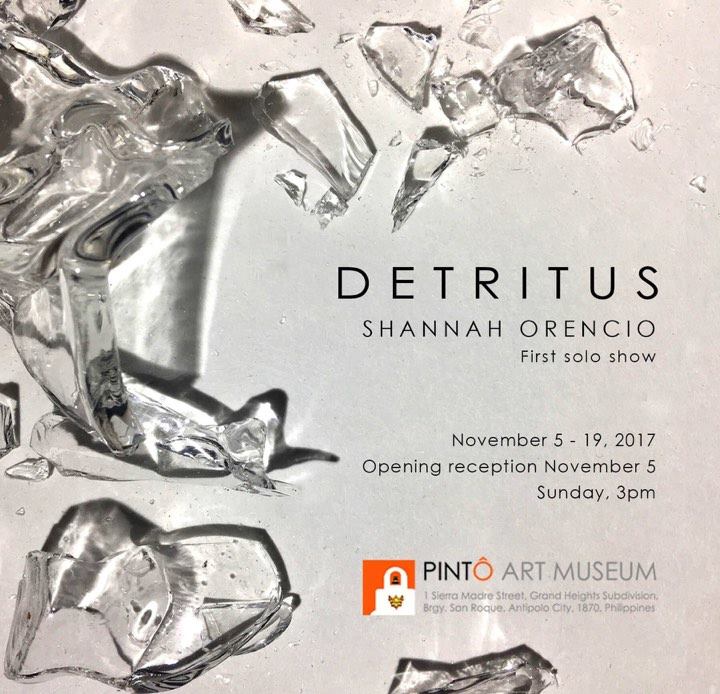 DETRITUS
SHANNAH ORENCIO
First solo show
November 5 - 19, 2017
Opening reception November 5
Sunday, 3pm
PINTÔ ART MUSEUM
1 Sierra Madre Street, Grand Heights Subdivision,
Brgy. San Roque, Antipolo City, 1870, Philippines